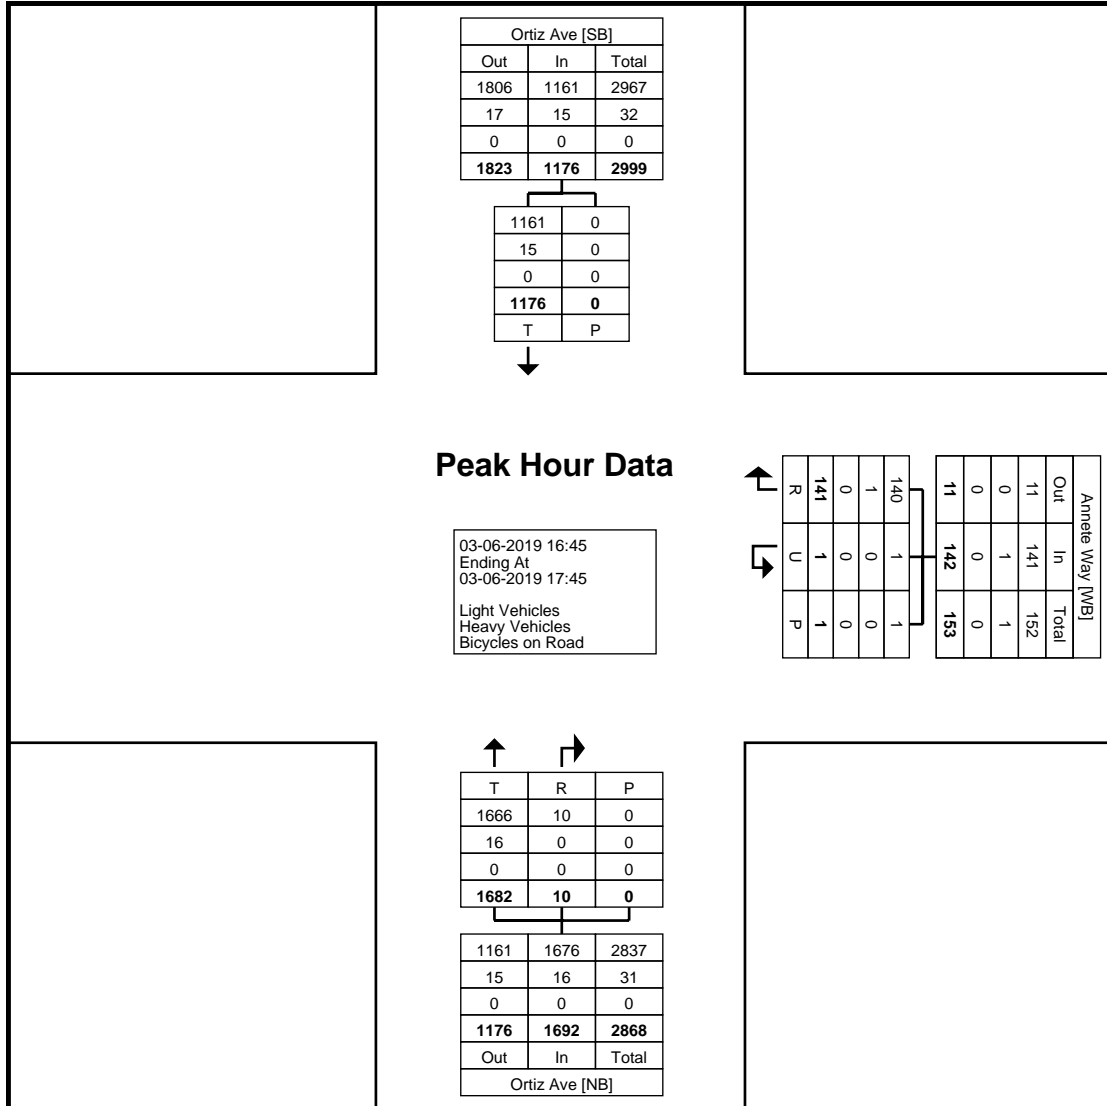 Ortiz Ave [SB]
Out In Total
1806 1161 2967
17 15 32
0 0 0
1823 1176 2999
1161 0
15 0
0 0
1176 0
T P
Peak Hour Data
03-06-2019 16:45
Ending At
03-06-2019 17:45
Light Vehicles
Heavy Vehicles
Bicycles on Road
Annete Way [WB]
Out In Total
11 141 152
0 1 1
0 0 0
11 142 153
140 1 1
1 0 0
0 0 0
141 1 1
R U P
T R P
1666 10 0
16 0 0
0 0 0
1682 10 0
1161 1676 2837
15 16 31
0 0 0
1176 1692 2868
Out In Total
Ortiz Ave [NB]